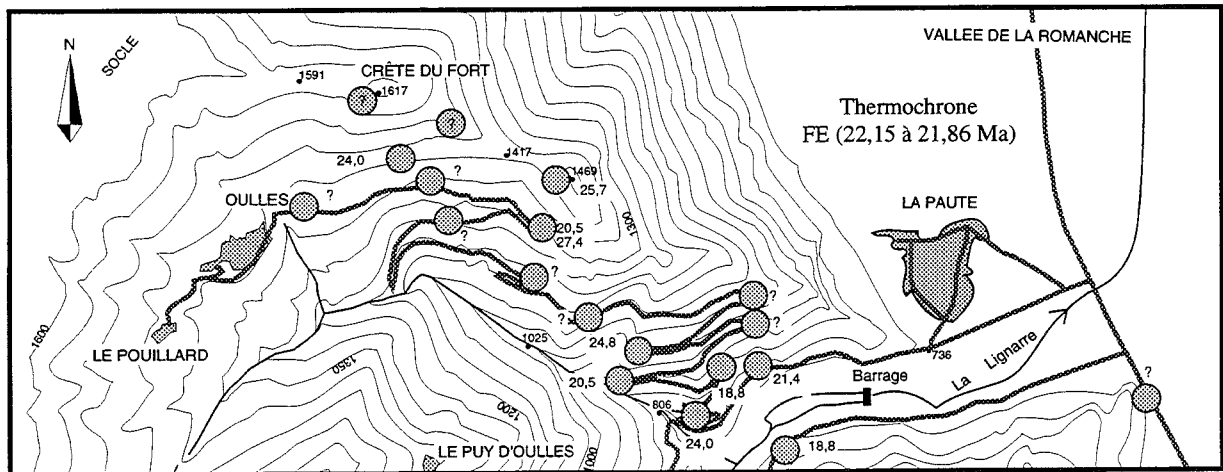 N
SOCLE
1591
CRÊTE DU FORT
?
1617
?
24,0
1417
1469
25,7
?
?
OULLES
?
20,5
27,4
1300
?
VALLEE DE LA ROMANCHE
Thermochrone
FE (22,15 à 21,86 Ma)
LA PAUTE
1600
LE POUILLARD
1350
1025
?
24,8
?
?
20,5
18,8
21,4
736
Barrage
La Lignarre
?
1200
806
24,0
18,8
LE PUY D'OULLES
1000